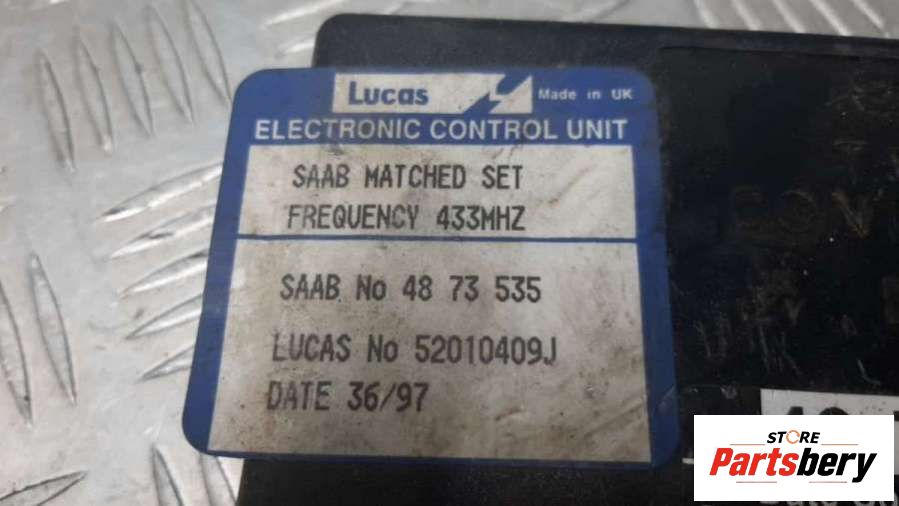 Lucas Made in UK
ELECTRONIC CONTROL UNIT
SAAB MATCHED SET
FREQUENCY 433MHZ
SAAB No 48 73 535
LUCAS No 52010409J
DATE 36/97
STORE
Partsbery